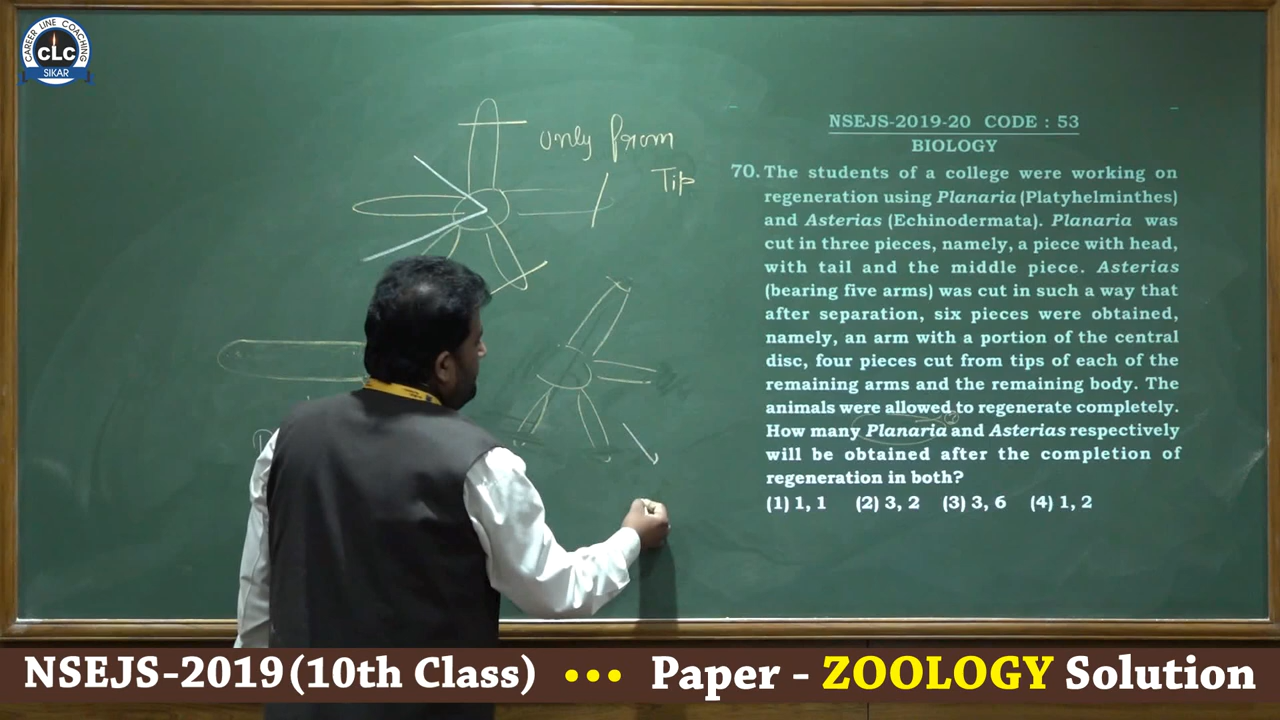 CAREER LINE COACHING
CLC
SIKAR
only from
Tip
NSEJS-2019-20 CODE : 53
BIOLOGY
70. The students of a college were working on
regeneration using Planaria (Platyhelminthes)
and Asterias (Echinodermata). Planaria was
cut in three pieces, namely, a piece with head,
with tail and the middle piece. Asterias
(bearing five arms) was cut in such a way that
after separation, six pieces were obtained,
namely, an arm with a portion of the central
disc, four pieces cut from tips of each of the
remaining arms and the remaining body. The
animals were allowed to regenerate completely.
How many Planaria and Asterias respectively
will be obtained after the completion of
regeneration in both?
(1) 1, 1 (2) 3, 2 (3) 3, 6 (4) 1, 2
NSEJS-2019(10th Class) ••• Paper - ZOOLOGY Solution